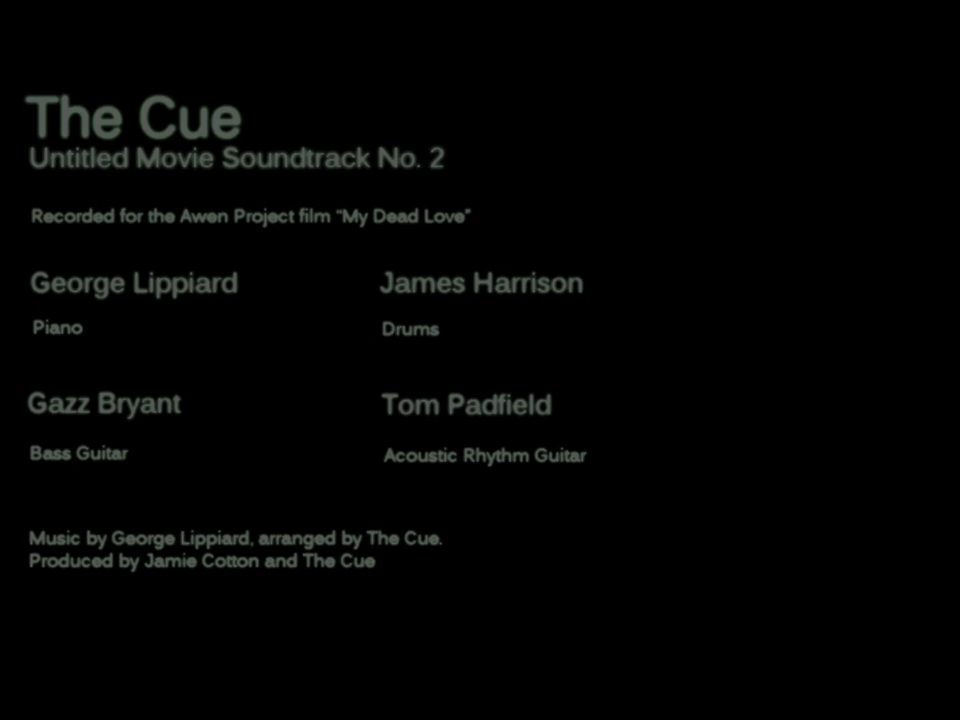 The Cue
Untitled Movie Soundtrack No. 2
Recorded for the Awen Project film “My Dead Love”
George Lippiard
Piano
James Harrison
Drums
Gazz Bryant
Bass Guitar
Tom Padfield
Acoustic Rhythm Guitar
Music by George Lippiard, arranged by The Cue.
Produced by Jamie Cotton and The Cue